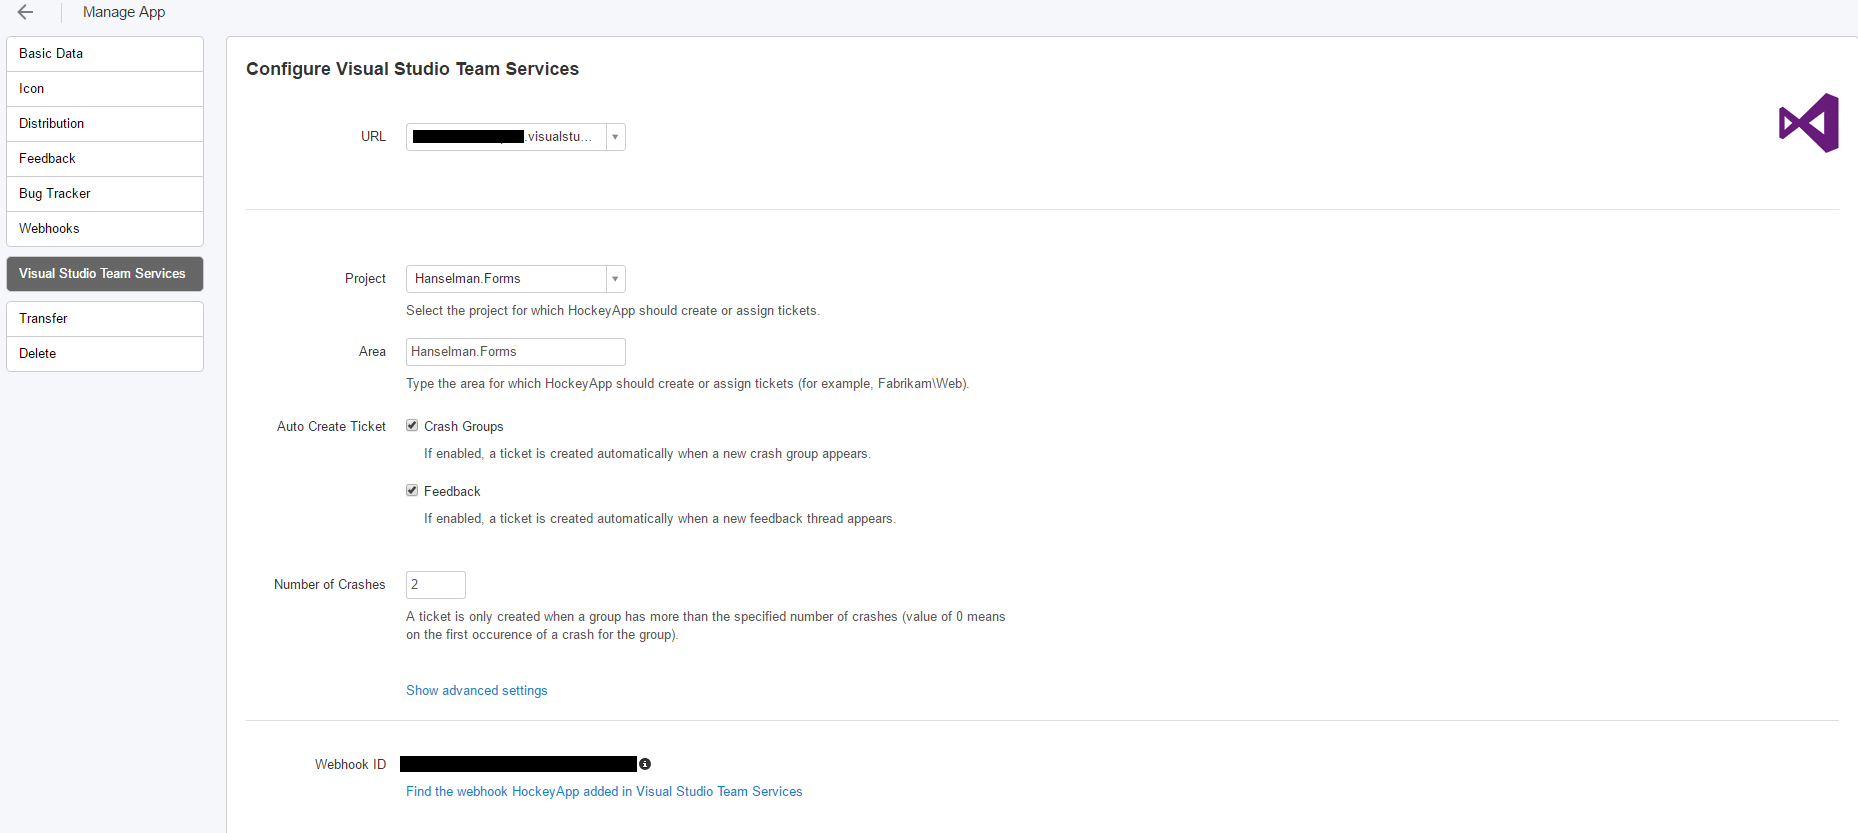 Manage App
Basic Data
Icon
Distribution
Feedback
Bug Tracker
Webhooks
Visual Studio Team Services
Transfer
Delete
Configure Visual Studio Team Services
URL .visualstu...
Project Hanselman.Forms
Select the project for which HockeyApp should create or assign tickets.
Area Hanselman.Forms
Type the area for which HockeyApp should create or assign tickets (for example, Fabrikam\Web).
Auto Create Ticket Crash Groups
If enabled, a ticket is created automatically when a new crash group appears.
Feedback
If enabled, a ticket is created automatically when a new feedback thread appears.
Number of Crashes 2
A ticket is only created when a group has more than the specified number of crashes (value of 0 means
on the first occurence of a crash for the group).
Show advanced settings
Webhook ID
Find the webhook HockeyApp added in Visual Studio Team Services